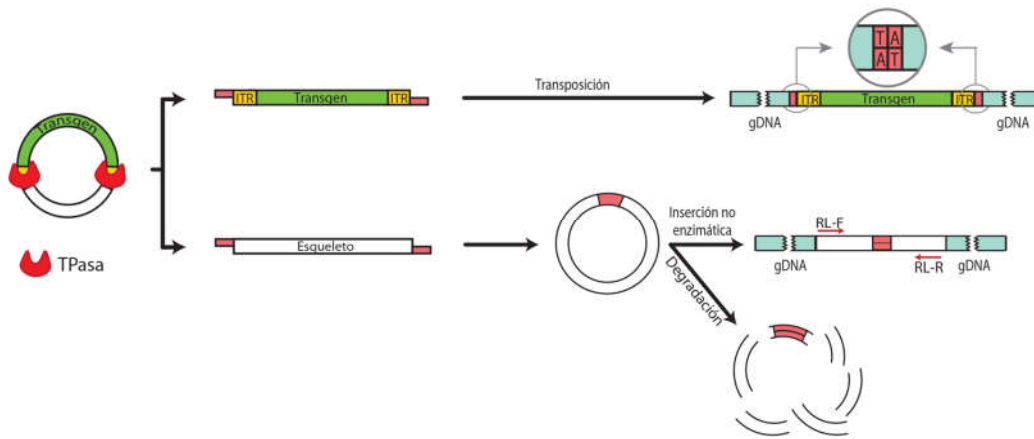 Transgen
TPasa
ITR
Transgen
ITR
Transposición
T A
A T
ITR
Transgen
ITR
gDNA
gDNA
Esqueleto
Inserción no
enzimática
Degradación
RL-F
gDNA
RL-R
gDNA